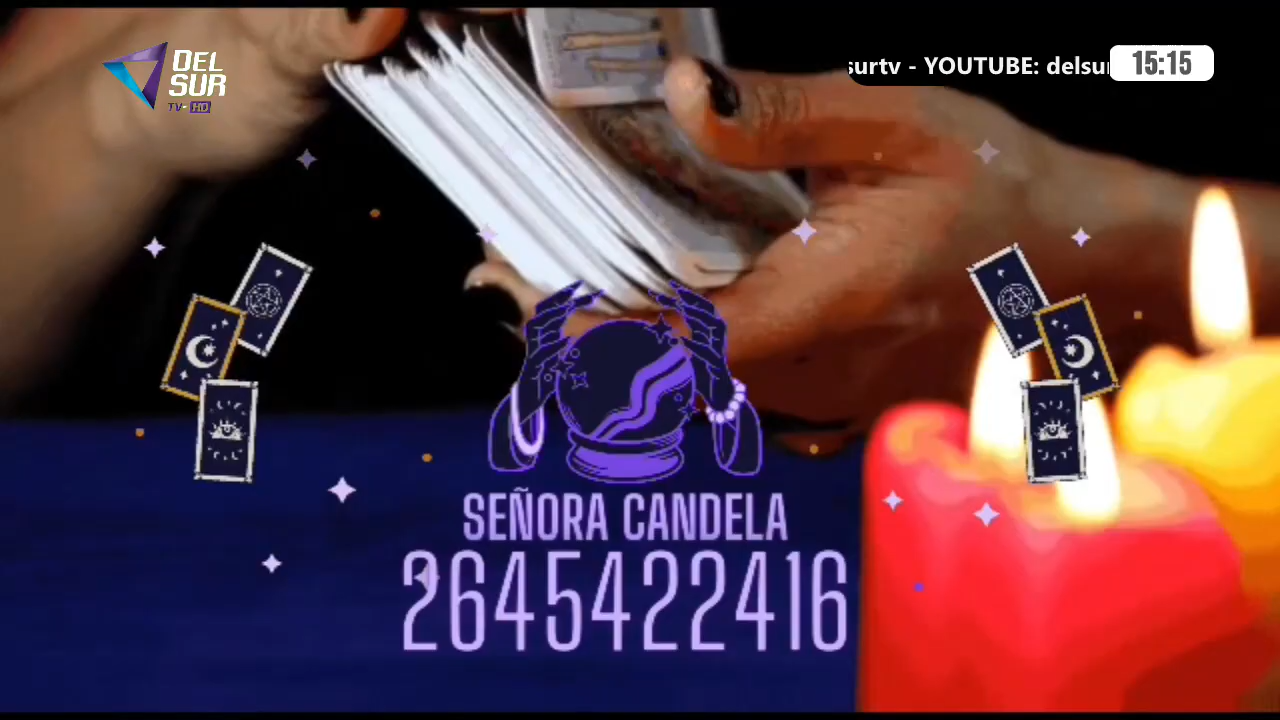 DEL
SUR
TV-HD
surtv - YOUTUBE: delsur
15:15
SEÑORA CANDELA
2645422416